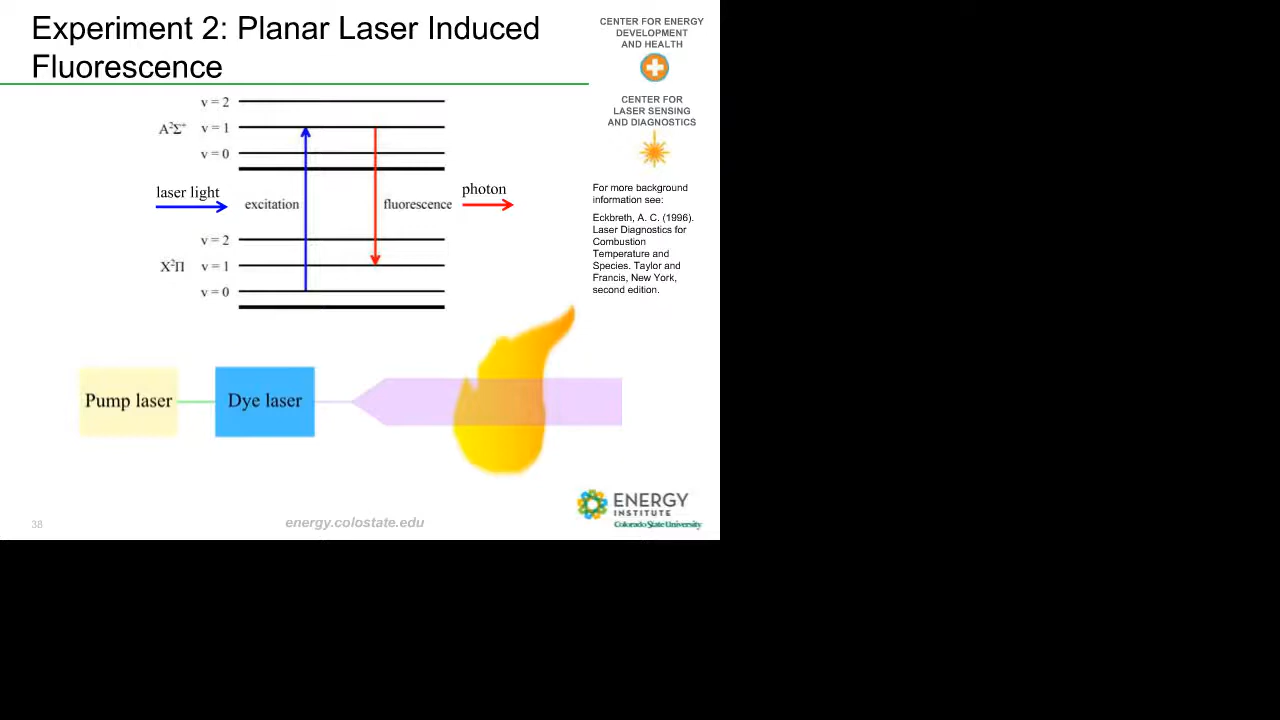 Experiment 2: Planar Laser Induced
Fluorescence
CENTER FOR ENERGY
DEVELOPMENT
AND HEALTH
CENTER FOR
LASER SENSING
AND DIAGNOSTICS
For more background
information see:
Eckbreth, A. C. (1996).
Laser Diagnostics for
Combustion
Temperature and
Species. Taylor and
Francis, New York,
second edition.
v = 2
A²Σ⁺ v = 1
v = 0
laser light
excitation
fluorescence
photon
v = 2
X²Π v = 1
v = 0
Pump laser
Dye laser
38
energy.colostate.edu
ENERGY
INSTITUTE
Colorado State University